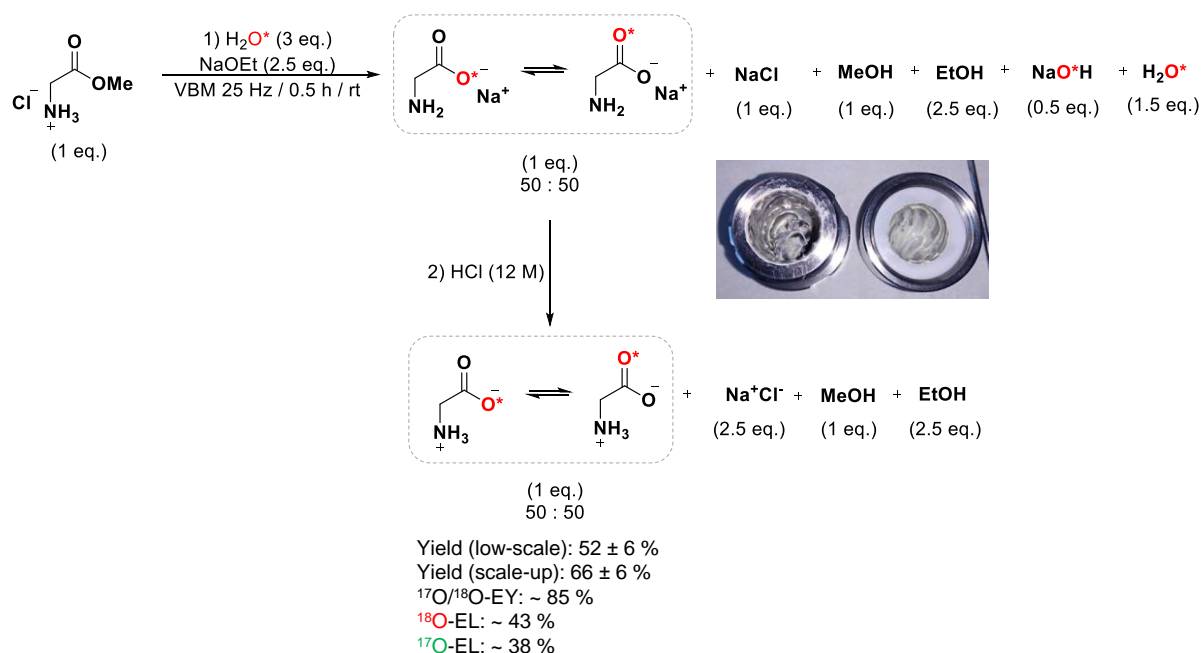 1) H₂O* (3 eq.)
NaOEt (2.5 eq.)
VBM 25 Hz / 0.5 h / rt
O
OMe
Cl⁻
NH₃
+
(1 eq.)
O
O*⁻
NH₂
Na⁺
O*
O⁻
NH₂
Na⁺
(1 eq.)
50 : 50
+ NaCl + MeOH + EtOH + NaO*H + H₂O*
(1 eq.) (1 eq.) (2.5 eq.) (0.5 eq.) (1.5 eq.)
2) HCl (12 M)
O
O*⁻
NH₃
+
O*
O⁻
NH₃
+
+ Na⁺Cl⁻ + MeOH + EtOH
(2.5 eq.) (1 eq.) (2.5 eq.)
(1 eq.)
50 : 50
Yield (low-scale): 52 ± 6 %
Yield (scale-up): 66 ± 6 %
¹⁷O/¹⁸O-EY: ~ 85 %
¹⁸O-EL: ~ 43 %
¹⁷O-EL: ~ 38 %